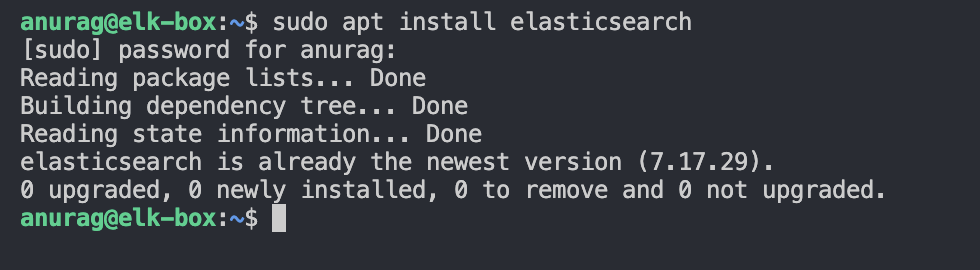 anurag@elk-box:~$ sudo apt install elasticsearch
[sudo] password for anurag:
Reading package lists... Done
Building dependency tree... Done
Reading state information... Done
elasticsearch is already the newest version (7.17.29).
0 upgraded, 0 newly installed, 0 to remove and 0 not upgraded.
anurag@elk-box:~$